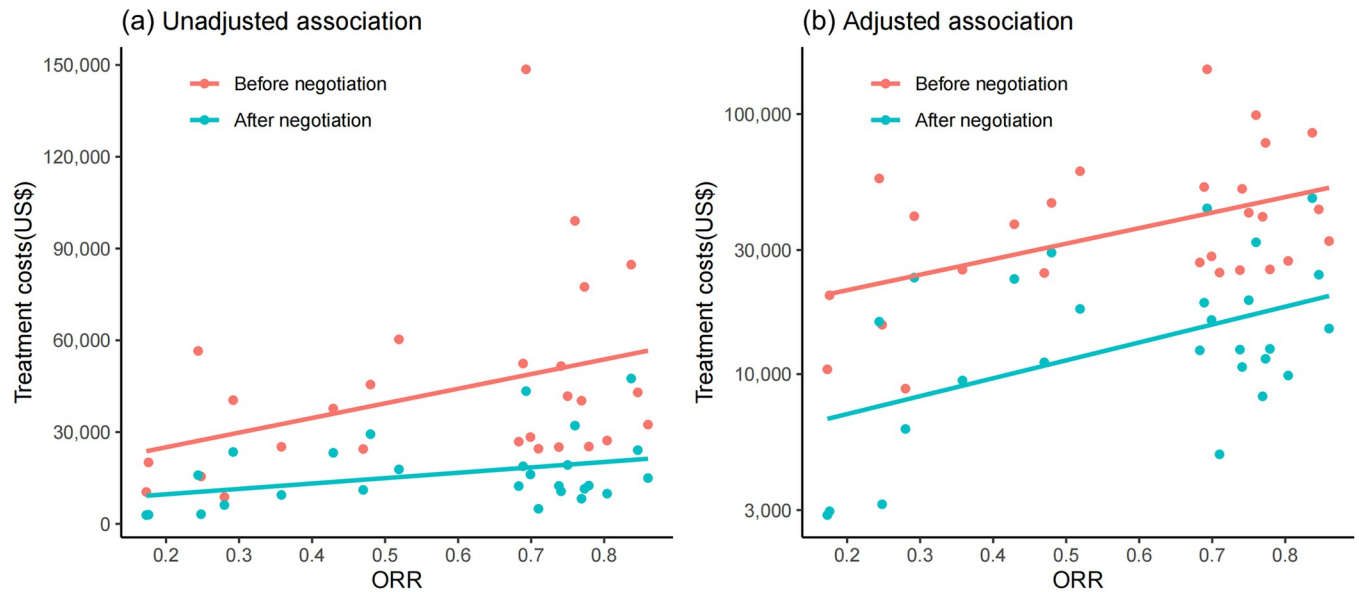 (a) Unadjusted association
150,000
120,000
90,000
60,000
30,000
0
Treatment costs(US$)
Before negotiation
After negotiation
0.2 0.3 0.4 0.5 0.6 0.7 0.8
ORR
(b) Adjusted association
100,000
30,000
10,000
3,000
Treatment costs(US$)
Before negotiation
After negotiation
0.2 0.3 0.4 0.5 0.6 0.7 0.8
ORR